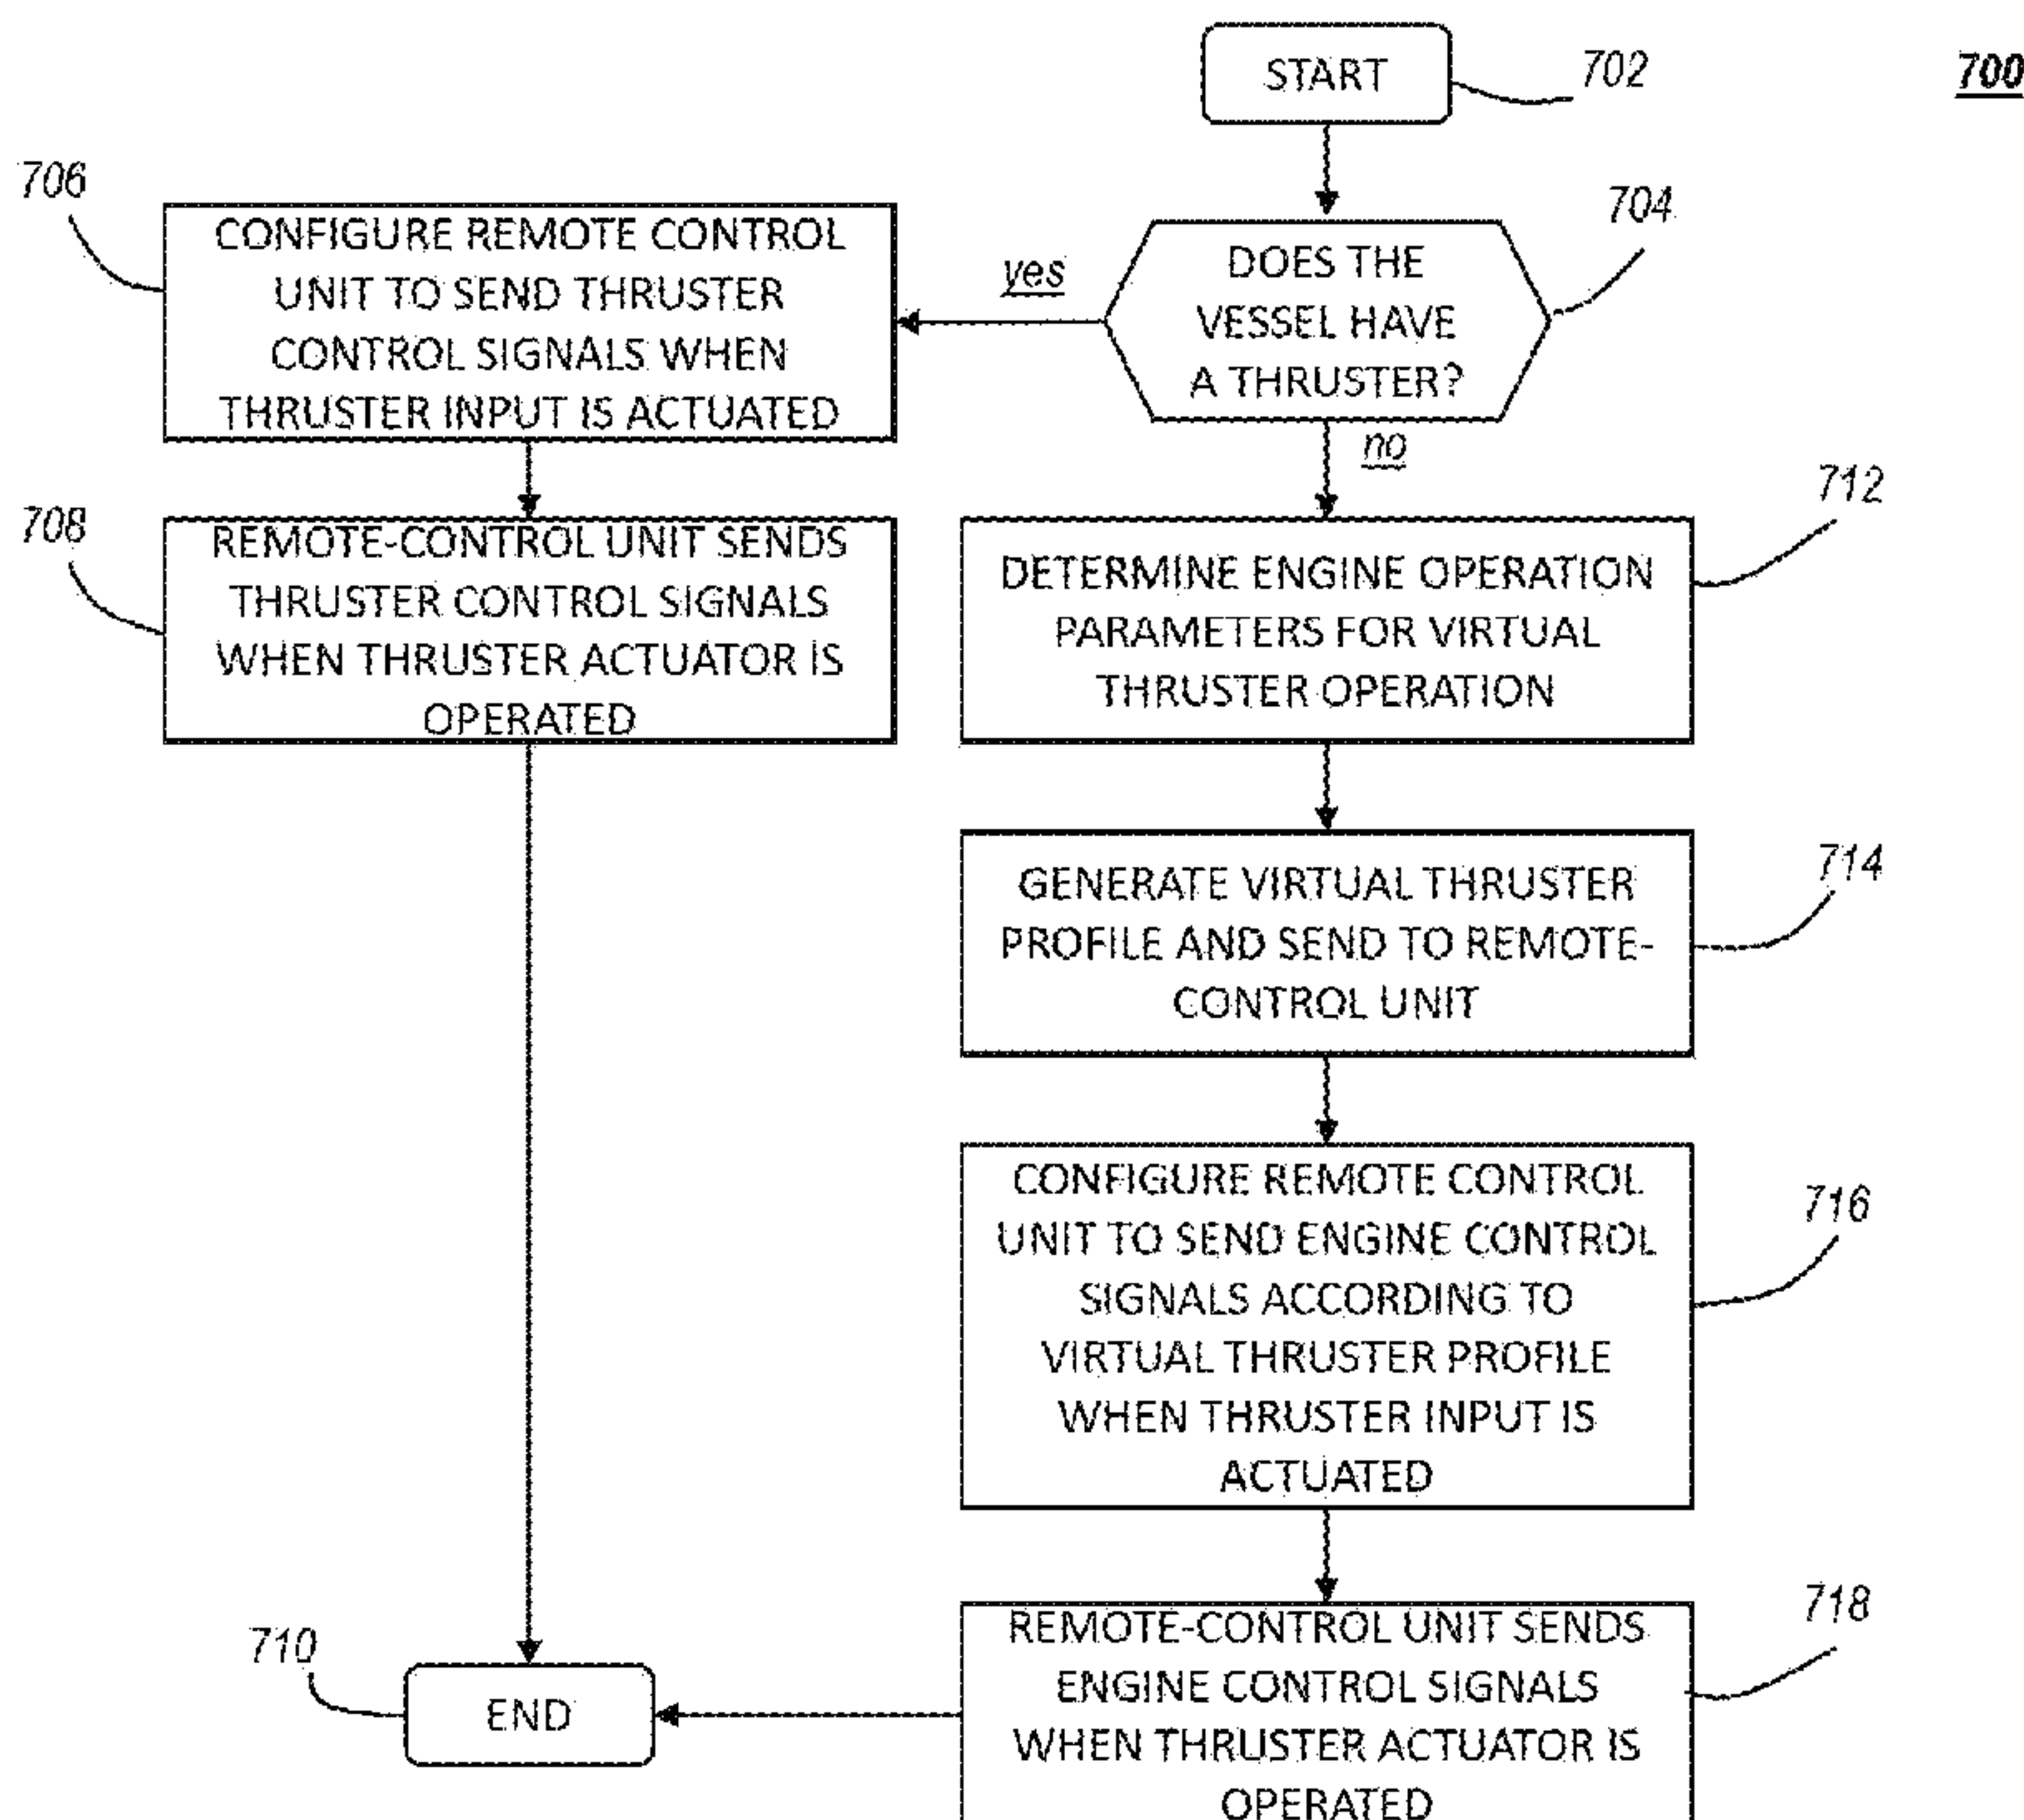 START
702
700
706
CONFIGURE REMOTE CONTROL
UNIT TO SEND THRUSTER
CONTROL SIGNALS WHEN
THRUSTER INPUT IS ACTUATED
yes
DOES THE
VESSEL HAVE
A THRUSTER?
704
no
708
REMOTE-CONTROL UNIT SENDS
THRUSTER CONTROL SIGNALS
WHEN THRUSTER ACTUATOR IS
OPERATED
712
DETERMINE ENGINE OPERATION
PARAMETERS FOR VIRTUAL
THRUSTER OPERATION
714
GENERATE VIRTUAL THRUSTER
PROFILE AND SEND TO REMOTE-
CONTROL UNIT
716
CONFIGURE REMOTE CONTROL
UNIT TO SEND ENGINE CONTROL
SIGNALS ACCORDING TO
VIRTUAL THRUSTER PROFILE
WHEN THRUSTER INPUT IS
ACTUATED
718
REMOTE-CONTROL UNIT SENDS
ENGINE CONTROL SIGNALS
WHEN THRUSTER ACTUATOR IS
OPERATED
710
END